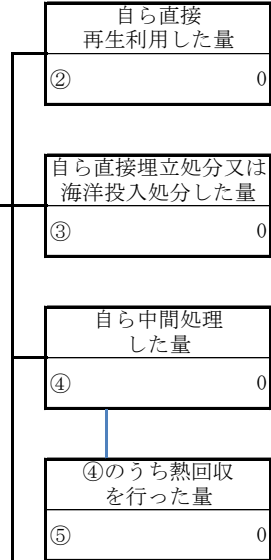 自ら直接
再生利用した量
② 0
自ら直接埋立処分又は
海洋投入処分した量
③ 0
自ら中間処理
した量
④ 0
④のうち熱回収
を行った量
⑤ 0